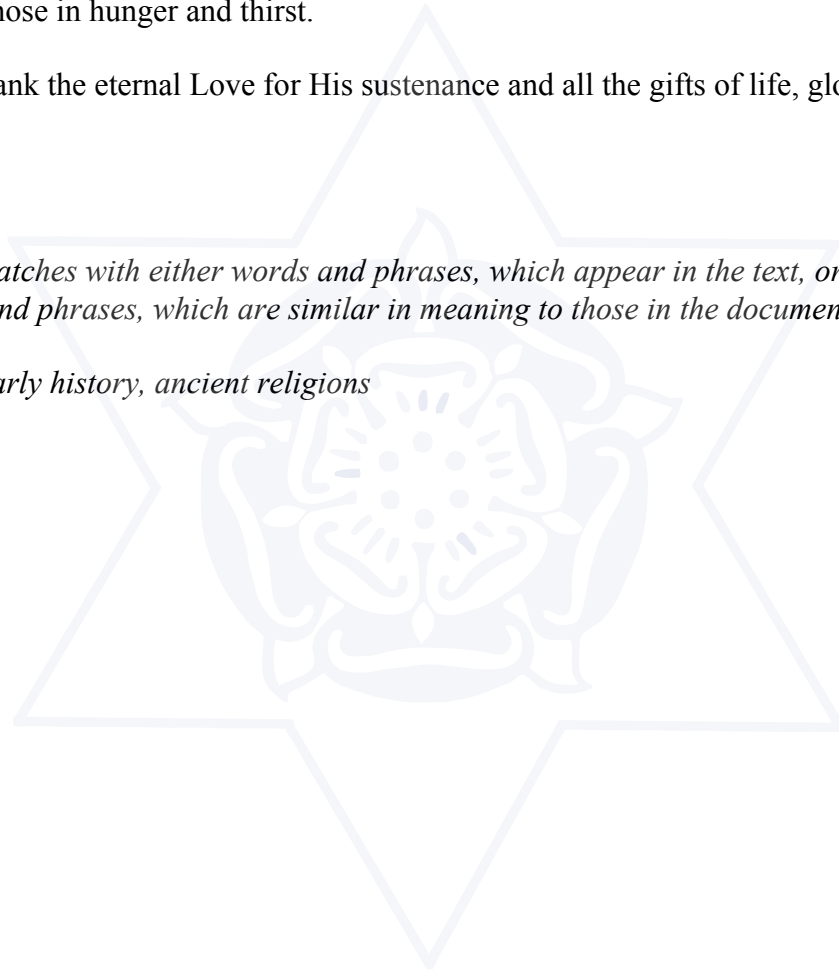 hose in hunger and thirst.
ank the eternal Love for His sustenance and all the gifts of life, glo
atches with either words and phrases, which appear in the text, or
nd phrases, which are similar in meaning to those in the documen
arly history, ancient religions